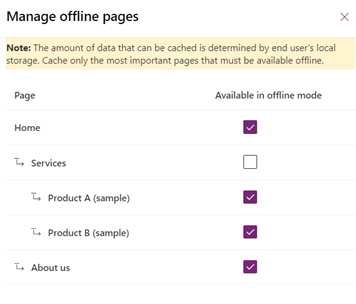 Manage offline pages
Note: The amount of data that can be cached is determined by end user's local
storage. Cache only the most important pages that must be available offline.
Page Available in offline mode
Home
Services
Product A (sample)
Product B (sample)
About us